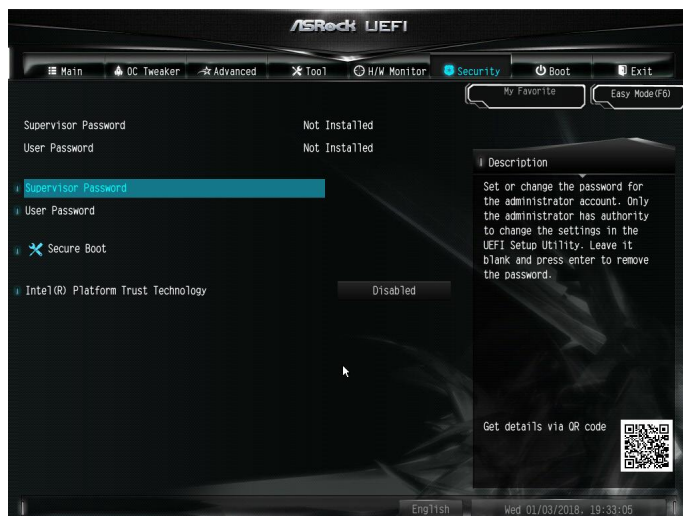 ASRock UEFI
Main OC Tweaker Advanced Tool H/W Monitor Security Boot Exit
My Favorite Easy Mode(F6)
Supervisor Password Not Installed
User Password Not Installed
Supervisor Password
User Password
Secure Boot
Intel(R) Platform Trust Technology Disabled
Description
Set or change the password for
the administrator account. Only
the administrator has authority
to change the settings in the
UEFI Setup Utility. Leave it
blank and press enter to remove
the password.
Get details via QR code
English Wed 01/03/2018. 19:33:05